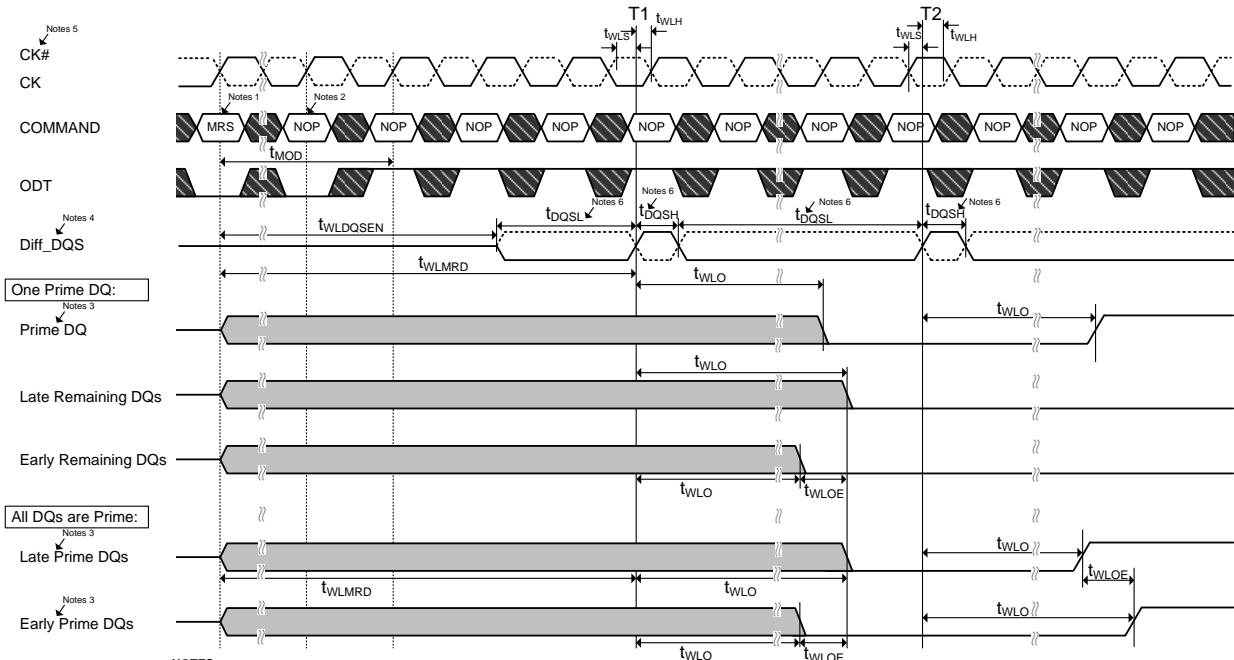 T1
T2
Notes 5
tWLS
tWLH
tWLS
tWLH
CK#
CK
Notes 1
Notes 2
COMMAND
MRS NOP NOP NOP NOP NOP NOP NOP NOP NOP NOP NOP
tMOD
ODT
Notes 4
Diff_DQS
tWLDQSEN
tDQSL Notes 6
tDQSH Notes 6
tDQSL Notes 6
tDQSH Notes 6
tWLMRD
tWLO
One Prime DQ:
Notes 3
Prime DQ
tWLO
tWLO
Late Remaining DQs
Early Remaining DQs
tWLO
tWLOE
All DQs are Prime:
Notes 3
Late Prime DQs
tWLO
tWLMRD
tWLO
tWLOE
Notes 3
Early Prime DQs
tWLO
tWLO
tWLOE